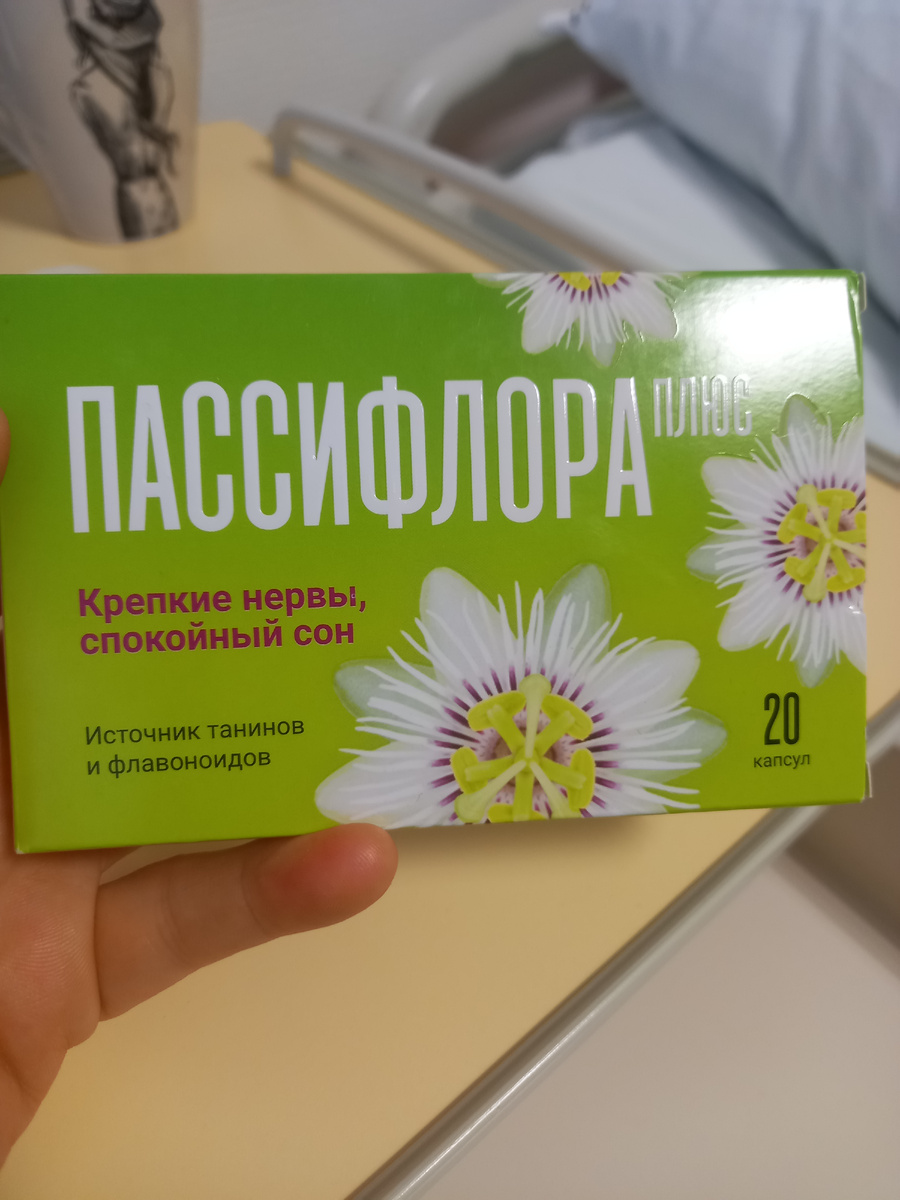 ПАССИФЛОРА ПЛЮС
Крепкие нервы,
спокойный сон
Источник танинов
и флавоноидов
20
капсул